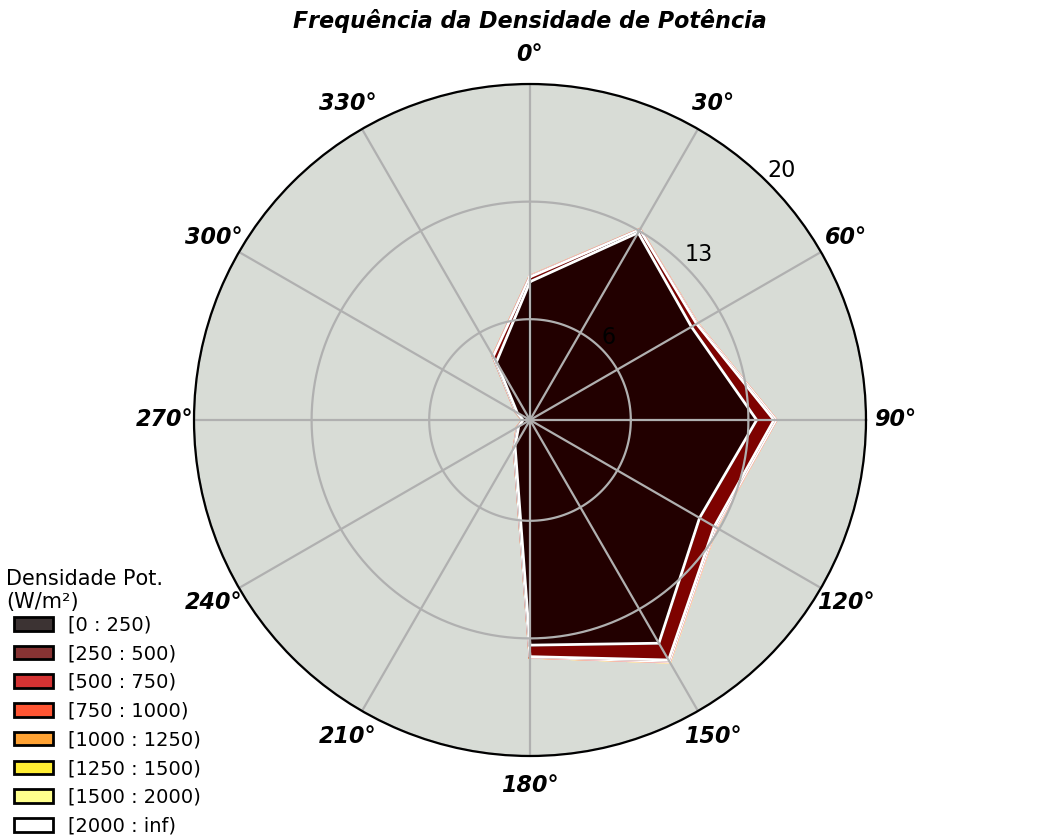 Frequência da Densidade de Potência
0°
330°
30°
20
300°
60°
13
6
270°
90°
Densidade Pot.
(W/m²)
240°
120°
[0 : 250)
[250 : 500)
[500 : 750)
[750 : 1000)
210°
150°
[1000 : 1250)
[1250 : 1500)
180°
[1500 : 2000)
[2000 : inf)